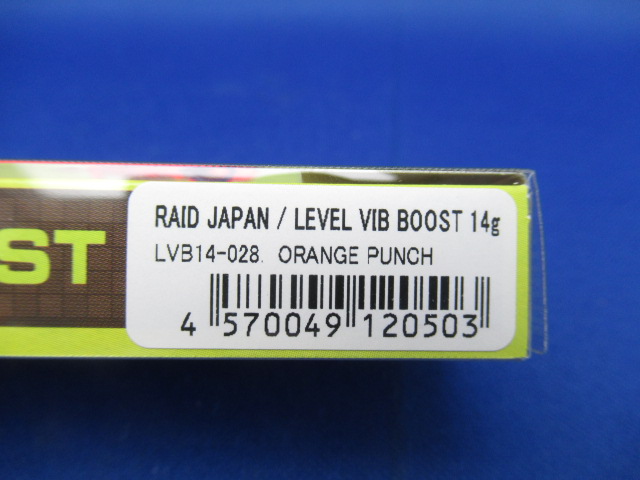 RAID JAPAN / LEVEL VIB BOOST 14g
LVB14-028. ORANGE PUNCH
4 570049 120503
ST